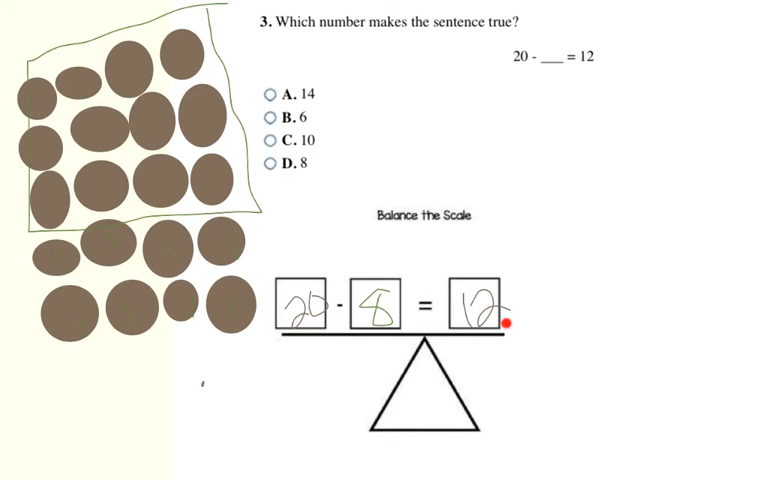 3. Which number makes the sentence true?
20 - ___ = 12
A. 14
B. 6
C. 10
D. 8
Balance the Scale
20 - 8 = 12